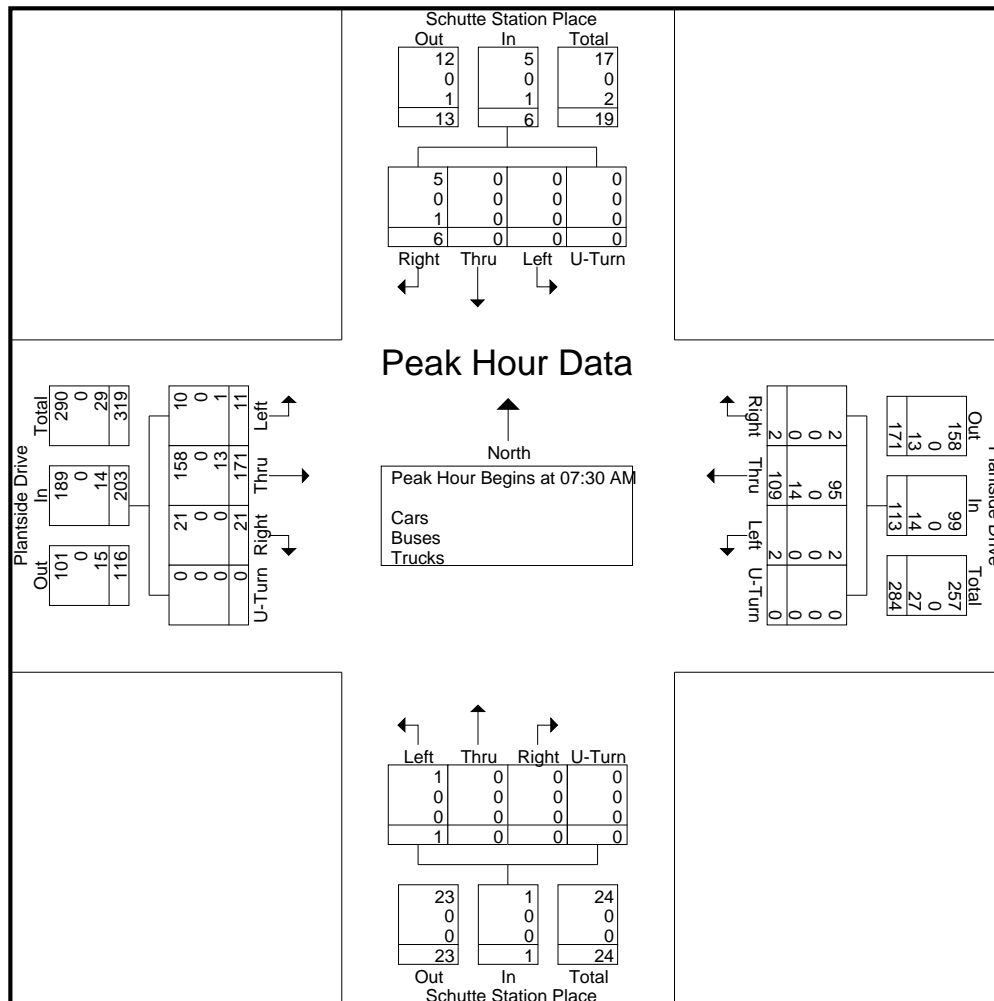 Schutte Station Place
Out In Total
12 5 17
0 0 0
1 1 2
13 6 19
5 0 0 0
0 0 0 0
1 0 0 0
6 0 0 0
Right Thru Left U-Turn
Peak Hour Data
North
Peak Hour Begins at 07:30 AM
Cars
Buses
Trucks
Plantside Drive
Total In Out
290 189 101
0 0 0
29 14 15
319 203 116
10 158 21 0
0 0 0 0
1 13 0 0
11 171 21 0
Left Thru Right U-Turn
Plantside Drive
Out In Total
158 99 257
0 0 0
13 14 27
171 113 284
2 95 2 0
0 0 0 0
0 14 0 0
2 109 2 0
Right Thru Left U-Turn
Left Thru Right U-Turn
1 0 0 0
0 0 0 0
0 0 0 0
1 0 0 0
23 1 24
0 0 0
0 0 0
23 1 24
Out In Total
Schutte Station Place